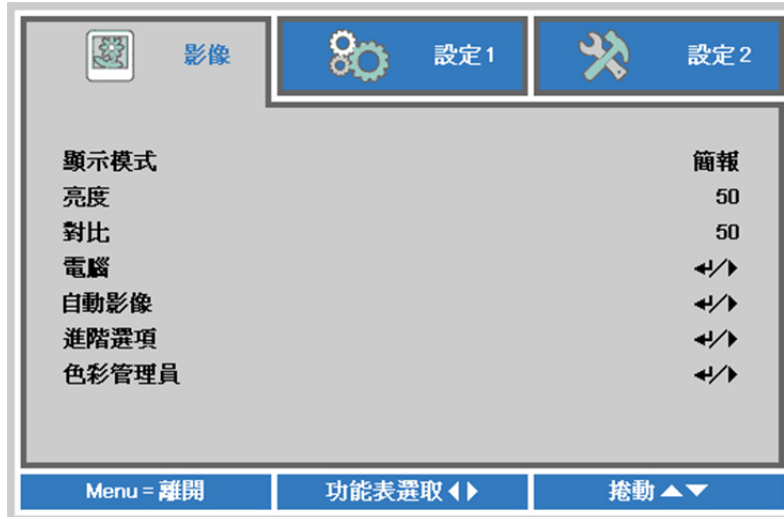 影像 設定1 設定2
顯示模式 簡報
亮度 50
對比 50
電腦 ↵/▶
自動影像 ↵/▶
進階選項 ↵/▶
色彩管理員 ↵/▶
Menu = 離開 功能表選取 ◀▶ 捲動 ▲▼